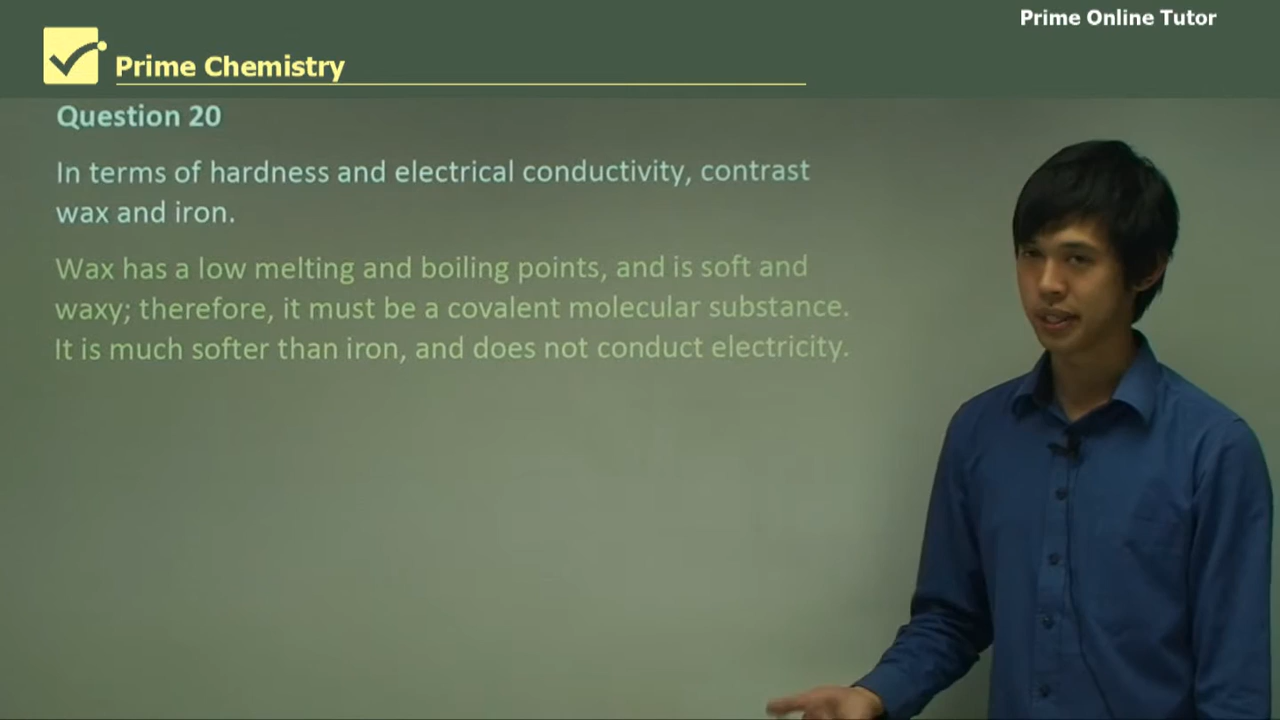 Prime Online Tutor
Prime Chemistry
Question 20
In terms of hardness and electrical conductivity, contrast
wax and iron.
Wax has a low melting and boiling points, and is soft and
waxy; therefore, it must be a covalent molecular substance.
It is much softer than iron, and does not conduct electricity.